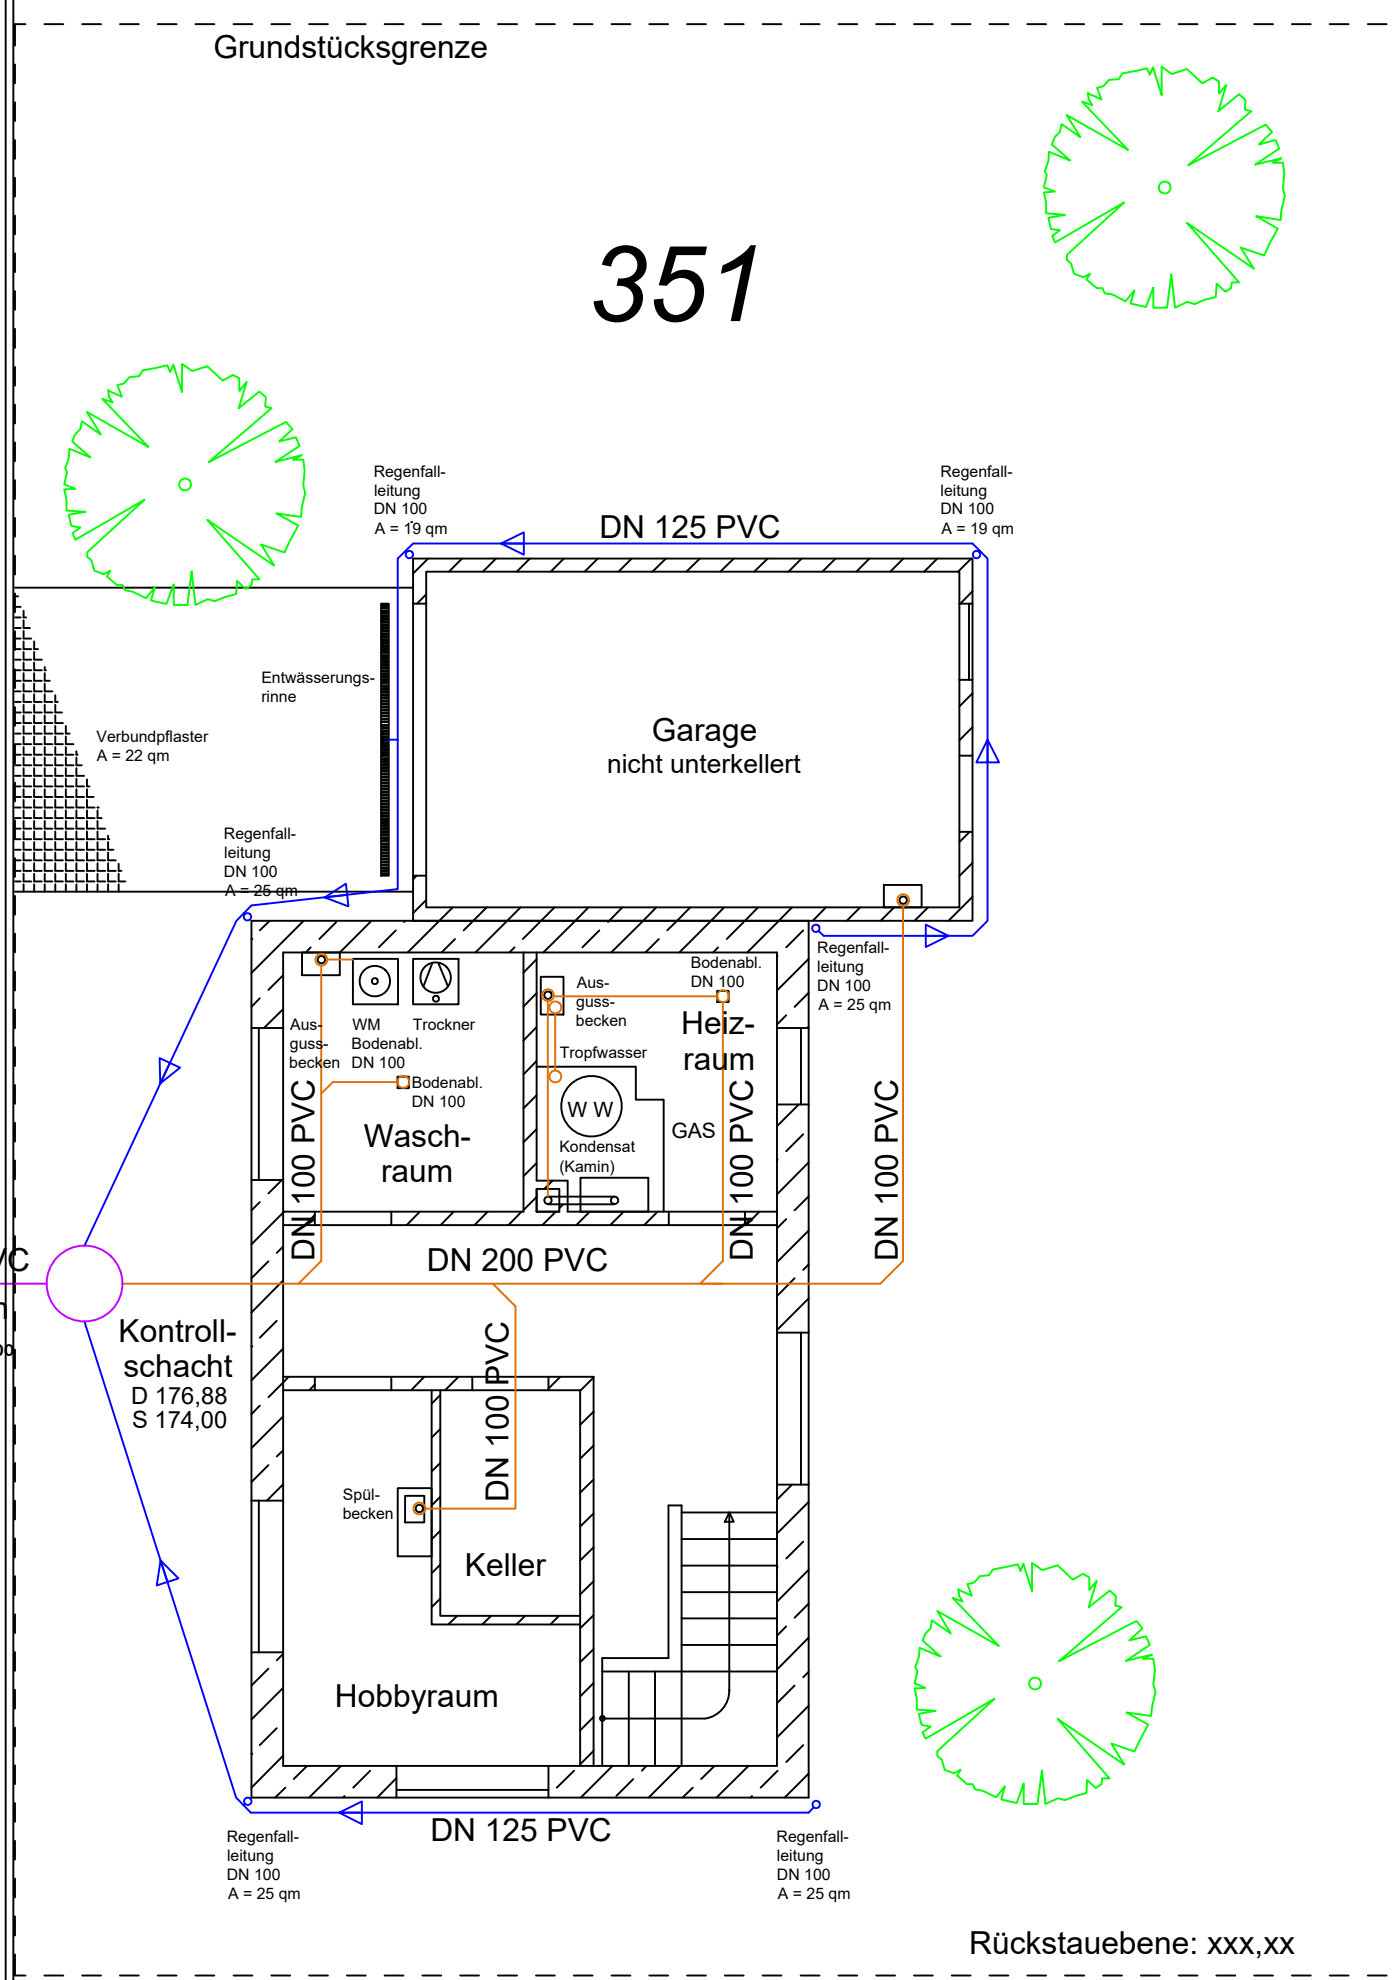 Grundstücksgrenze
351
Regenfall-
leitung
DN 100
A = 19 qm
DN 125 PVC
Regenfall-
leitung
DN 100
A = 19 qm
Entwässerungs-
rinne
Verbundpflaster
A = 22 qm
Garage
nicht unterkellert
Regenfall-
leitung
DN 100
A = 25 qm
Regenfall-
leitung
DN 100
A = 25 qm
Aus-
guss-
becken
WM
Bodenabl.
DN 100
Trockner
Bodenabl.
DN 100
Wasch-
raum
DN 100 PVC
Aus-
guss-
becken
Bodenabl.
DN 100
Heiz-
raum
Tropfwasser
W W
GAS
Kondensat
(Kamin)
DN 100 PVC
DN 100 PVC
DN 200 PVC
Kontroll-
schacht
D 176,88
S 174,00
DN 100 PVC
Spül-
becken
Keller
Hobbyraum
DN 125 PVC
Regenfall-
leitung
DN 100
A = 25 qm
Regenfall-
leitung
DN 100
A = 25 qm
Rückstauebene: xxx,xx